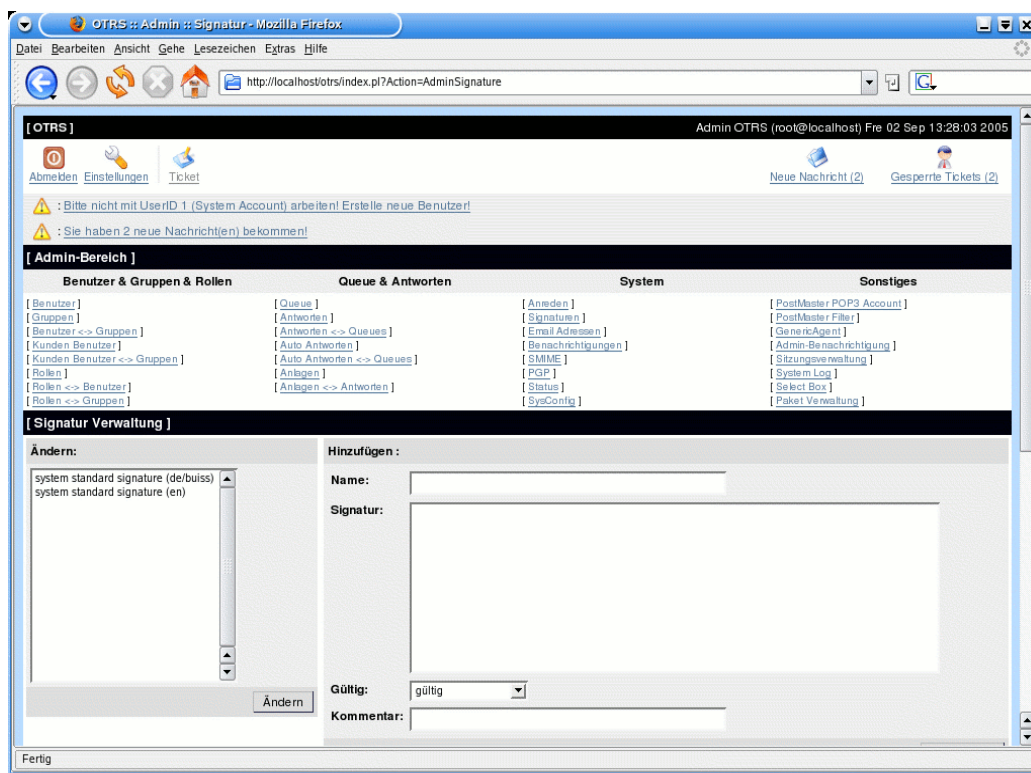 OTRS :: Admin :: Signatur - Mozilla Firefox
Datei Bearbeiten Ansicht Gehe Lesezeichen Extras Hilfe
http://localhost/otrs/index.pl?Action=AdminSignature
[ OTRS ] Admin OTRS (root@localhost) Fre 02 Sep 13:28:03 2005
Abmelden Einstellungen Ticket Neue Nachricht (2) Gesperrte Tickets (2)
: Bitte nicht mit UserID 1 (System Account) arbeiten! Erstelle neue Benutzer!
: Sie haben 2 neue Nachricht(en) bekommen!
[ Admin-Bereich ]
Benutzer & Gruppen & Rollen Queue & Antworten System Sonstiges
[ Benutzer ] [ Queue ] [ Anreden ] [ PostMaster POP3 Account ]
[ Gruppen ] [ Antworten ] [ Signaturen ] [ PostMaster Filter ]
[ Benutzer <-> Gruppen ] [ Antworten <-> Queues ] [ Email Adressen ] [ GenericAgent ]
[ Kunden Benutzer ] [ Auto Antworten ] [ Benachrichtigungen ] [ Admin-Benachrichtigung ]
[ Kunden Benutzer <-> Gruppen ] [ Auto Antworten <-> Queues ] [ SMIME ] [ Sitzungsverwaltung ]
[ Rollen ] [ Anlagen ] [ PGP ] [ System Log ]
[ Rollen <-> Benutzer ] [ Anlagen <-> Antworten ] [ Status ] [ Select Box ]
[ Rollen <-> Gruppen ] [ SysConfig ] [ Paket Verwaltung ]
[ Signatur Verwaltung ]
Ändern: Hinzufügen :
system standard signature (de/buiss)
system standard signature (en)
Name:
Signatur:
Gültig: gültig
Ändern
Kommentar:
Fertig